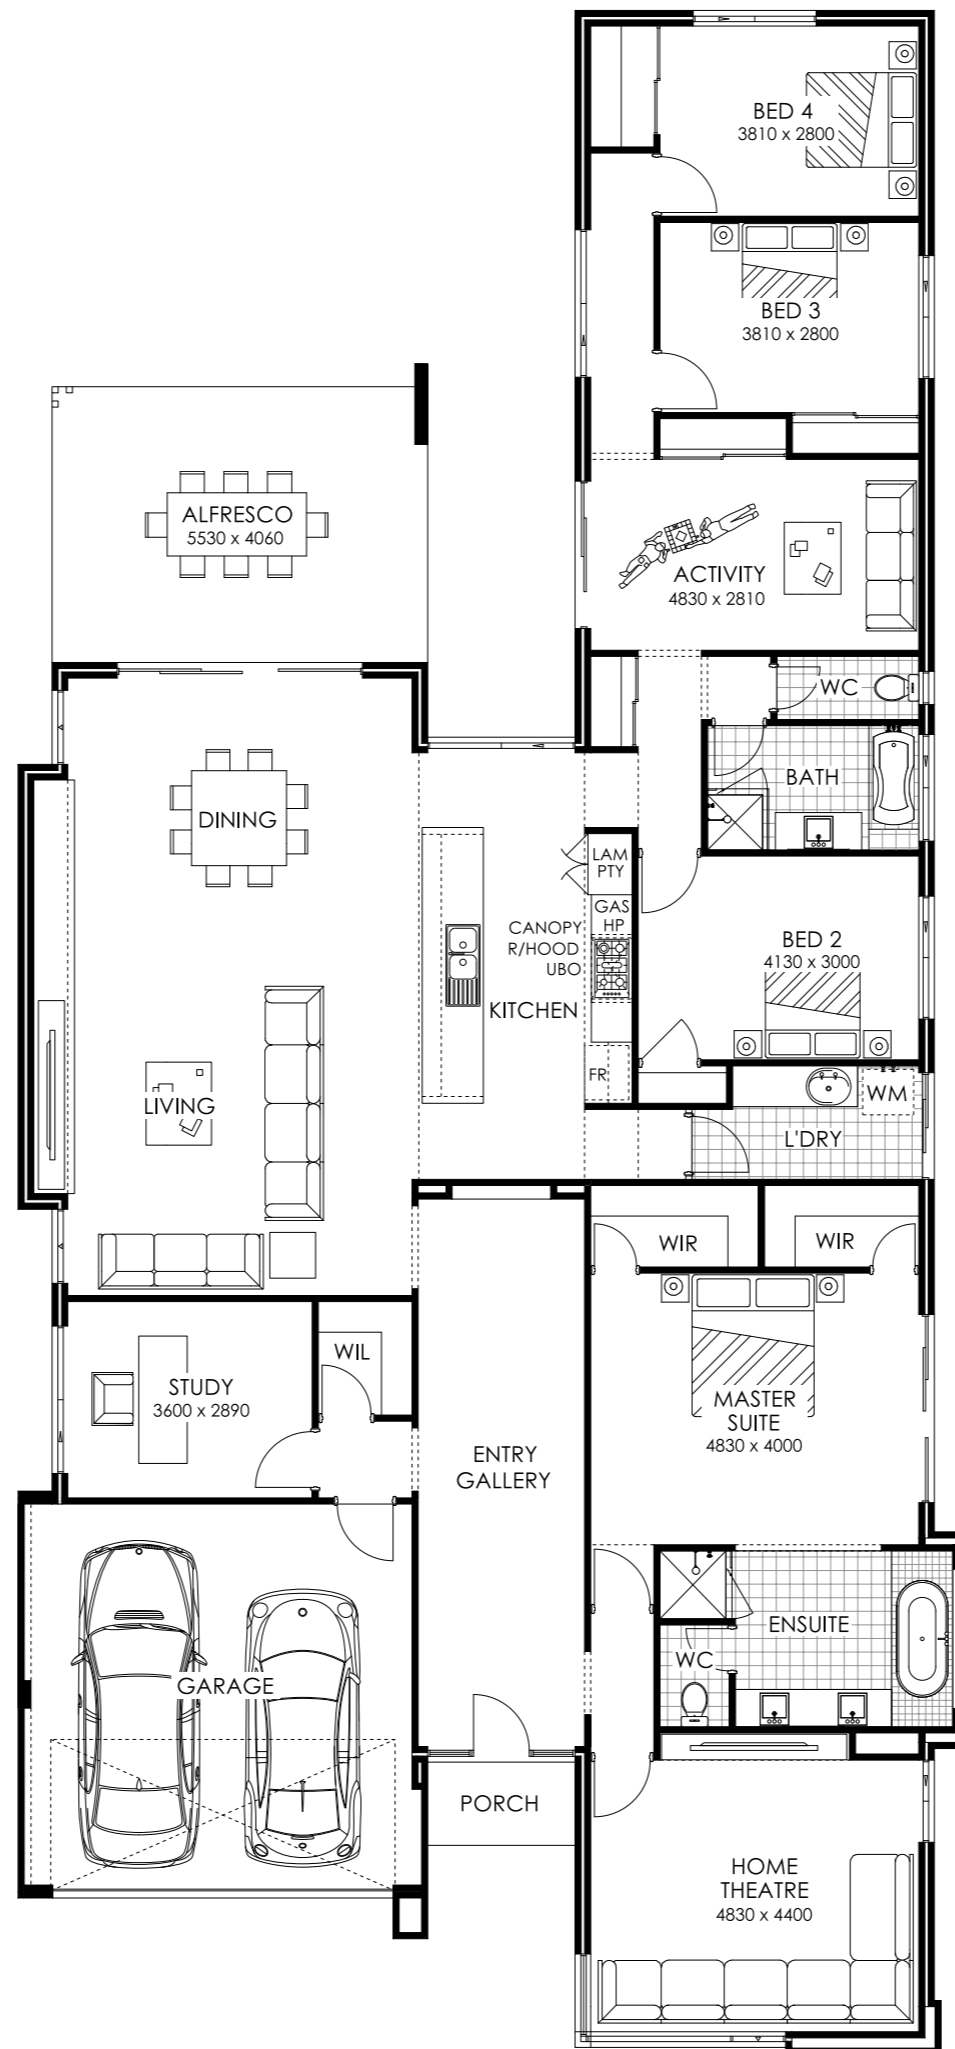 BED 4
3810 x 2800
BED 3
3810 x 2800
ALFRESCO
5530 x 4060
ACTIVITY
4830 x 2810
WC
BATH
DINING
LAM
PTY
GAS
HP
CANOPY
R/HOOD
UBO
KITCHEN
BED 2
4130 x 3000
FR
WM
LIVING
L'DRY
WIR
WIR
WIL
STUDY
3600 x 2890
MASTER
SUITE
4830 x 4000
ENTRY
GALLERY
ENSUITE
WC
GARAGE
PORCH
HOME
THEATRE
4830 x 4400